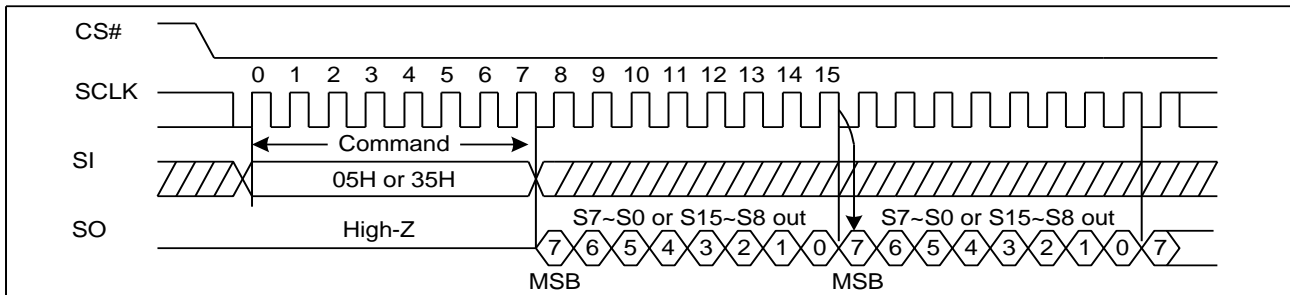 CS#
0 1 2 3 4 5 6 7 8 9 10 11 12 13 14 15
SCLK
Command
SI
05H or 35H
S7~S0 or S15~S8 out S7~S0 or S15~S8 out
SO High-Z
7 6 5 4 3 2 1 0 7 6 5 4 3 2 1 0 7
MSB MSB